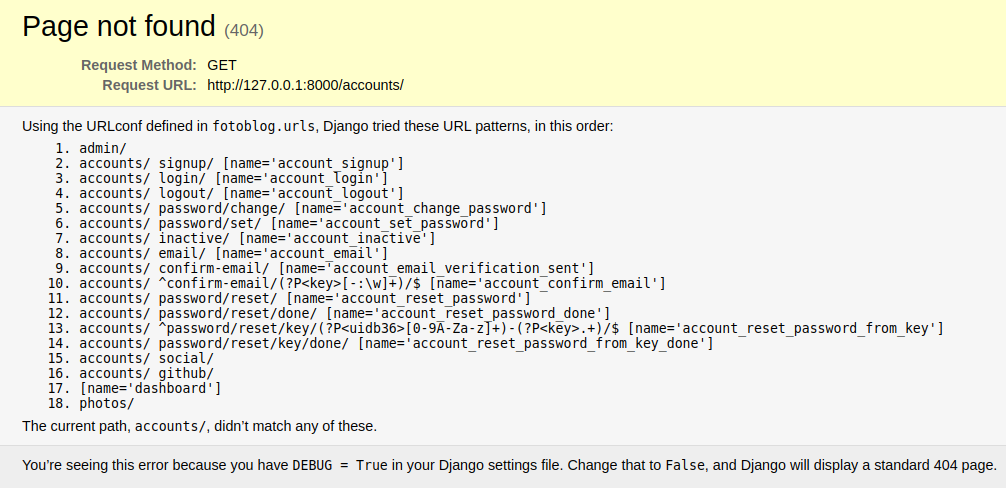 Page not found (404)
Request Method: GET
Request URL: http://127.0.0.1:8000/accounts/
Using the URLconf defined in fotoblog.urls, Django tried these URL patterns, in this order:
1. admin/
2. accounts/ signup/ [name='account_signup']
3. accounts/ login/ [name='account_login']
4. accounts/ logout/ [name='account_logout']
5. accounts/ password/change/ [name='account_change_password']
6. accounts/ password/set/ [name='account_set_password']
7. accounts/ inactive/ [name='account_inactive']
8. accounts/ email/ [name='account_email']
9. accounts/ confirm-email/ [name='account_email_verification_sent']
10. accounts/ ^confirm-email/(?P<key>[-:\w]+)/$ [name='account_confirm_email']
11. accounts/ password/reset/ [name='account_reset_password']
12. accounts/ password/reset/done/ [name='account_reset_password_done']
13. accounts/ ^password/reset/key/(?P<uidb36>[0-9A-Za-z]+)-(?P<key>.+)/$ [name='account_reset_password_from_key']
14. accounts/ password/reset/key/done/ [name='account_reset_password_from_key_done']
15. accounts/ social/
16. accounts/ github/
17. [name='dashboard']
18. photos/
The current path, accounts/, didn’t match any of these.
You’re seeing this error because you have DEBUG = True in your Django settings file. Change that to False, and Django will display a standard 404 page.